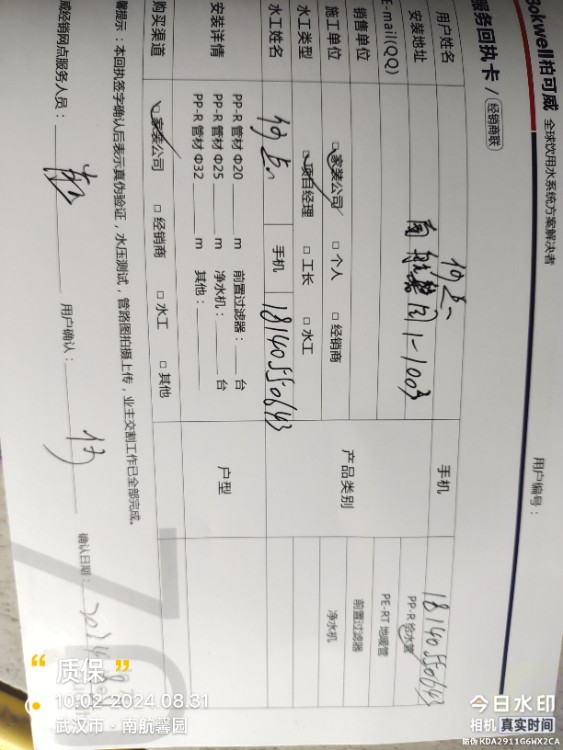 Bekwell柏可威 全球饮用水系统方案解决者
服务回执卡 / 经销商联
用户编号：
用户姓名 何总 手机 18140550643
安装地址 南航馨园1-1003
E-mail(QQ)
销售单位
产品类别 PP-R给水管 PE-RT地暖管 前置过滤器 净水机
施工单位 □家装公司 □个人 □经销商
水工类型 □项目经理 □工长 □水工
水工姓名 何总 手机 18140550643
安装详情 PP-R管材Φ20 m 前置过滤器： 台
PP-R管材Φ25 m 净水机： 台
PP-R管材Φ32 m 其他：
户型
购买渠道 □家装公司 □经销商 □水工 □其他
馨提示：本回执签字确认后表示真伪验证，水压测试，管路图拍摄上传，业主交割工作已全部完成。
威经销网点服务人员： 用户确认： 何 确认日期：
质保
10-02-2024 08:31
武汉市·南航馨园
今日水印
相机 真实时间
防伪 KDA2911G6WX2CA